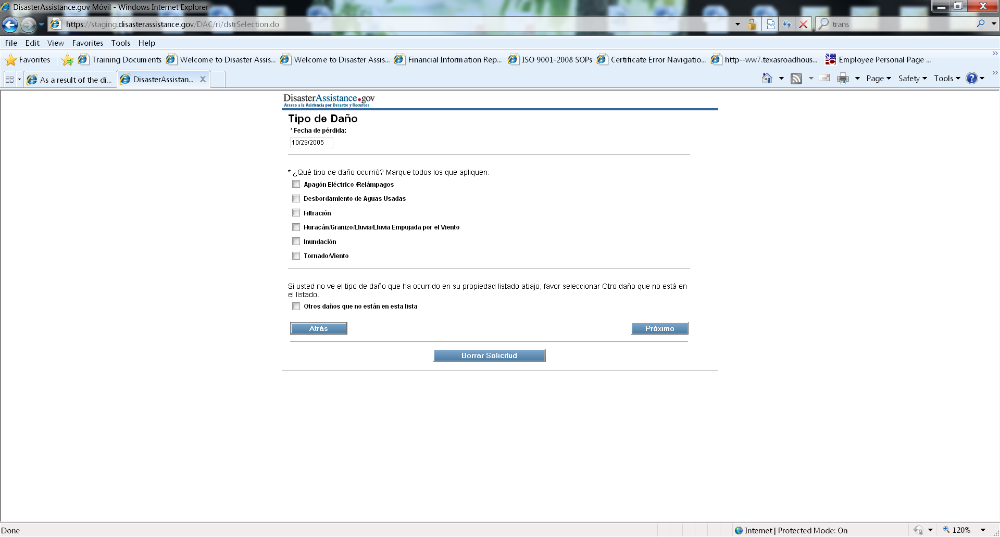 DisasterAssistance.gov Móvil - Windows Internet Explorer
https://staging.disasterassistance.gov/DAC/ri/dstrSelection.do
trans
File Edit View Favorites Tools Help
Favorites Training Documents Welcome to Disaster Assis... Welcome to Disaster Assis... Financial Information Rep... ISO 9001-2008 SOPs Certificate Error Navigatio... http--ww7.texasroadhous... Employee Personal Page ...
As a result of the di... DisasterAssistan... Page Safety Tools
DisasterAssistance.gov
Acceso a la Asistencia por Desastre y Recursos
Tipo de Daño
* Fecha de pérdida:
10/29/2005
* ¿Qué tipo de daño ocurrió? Marque todos los que apliquen.
Apagón Eléctrico /Relámpagos
Desbordamiento de Aguas Usadas
Filtración
Huracán/Granizo/Lluvia/Lluvia Empujada por el Viento
Inundación
Tornado/Viento
Si usted no ve el tipo de daño que ha ocurrido en su propiedad listado abajo, favor seleccionar Otro daño que no está en
el listado.
Otros daños que no están en esta lista
Atrás Próximo
Borrar Solicitud
Done Internet | Protected Mode: On 120%